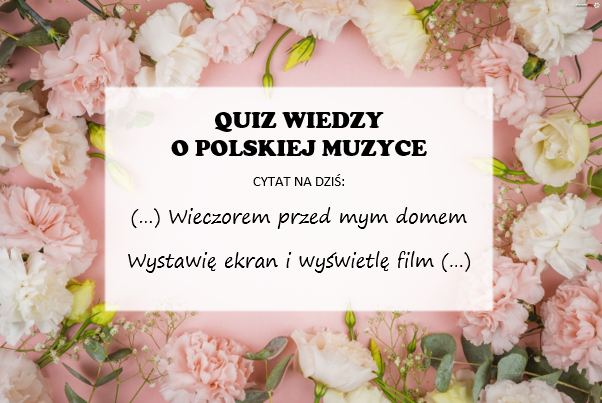 QUIZ WIEDZY
O POLSKIEJ MUZYCE
CYTAT NA DZIŚ:
(...) Wieczorem przed mym domem
Wystawię ekran i wyświetlę film (...)